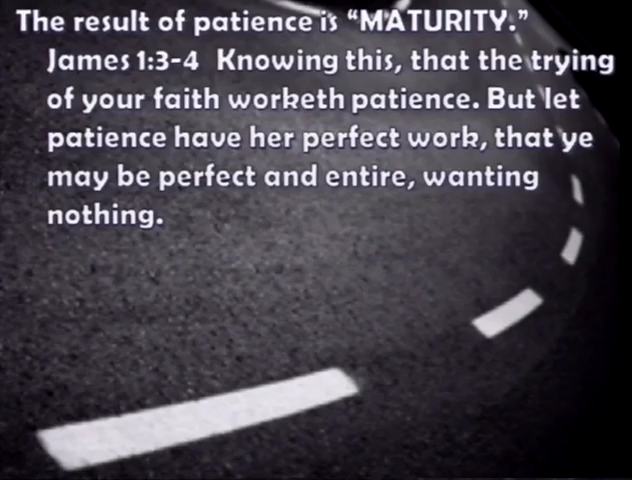 The result of patience is “MATURITY.”
James 1:3-4 Knowing this, that the trying
of your faith worketh patience. But let
patience have her perfect work, that ye
may be perfect and entire, wanting
nothing.